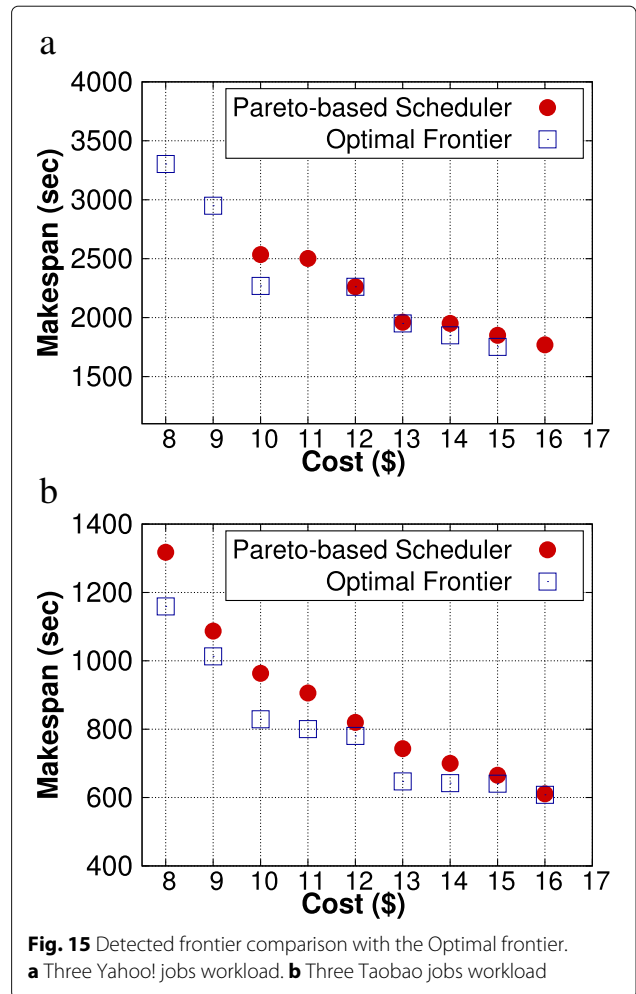 a
4000
3500
3000
2500
2000
1500
Makespan (sec)
Pareto-based Scheduler
Optimal Frontier
8 9 10 11 12 13 14 15 16 17
Cost ($)
b
1400
1200
1000
800
600
400
Makespan (sec)
Pareto-based Scheduler
Optimal Frontier
8 9 10 11 12 13 14 15 16 17
Cost ($)
Fig. 15 Detected frontier comparison with the Optimal frontier.
a Three Yahoo! jobs workload. b Three Taobao jobs workload